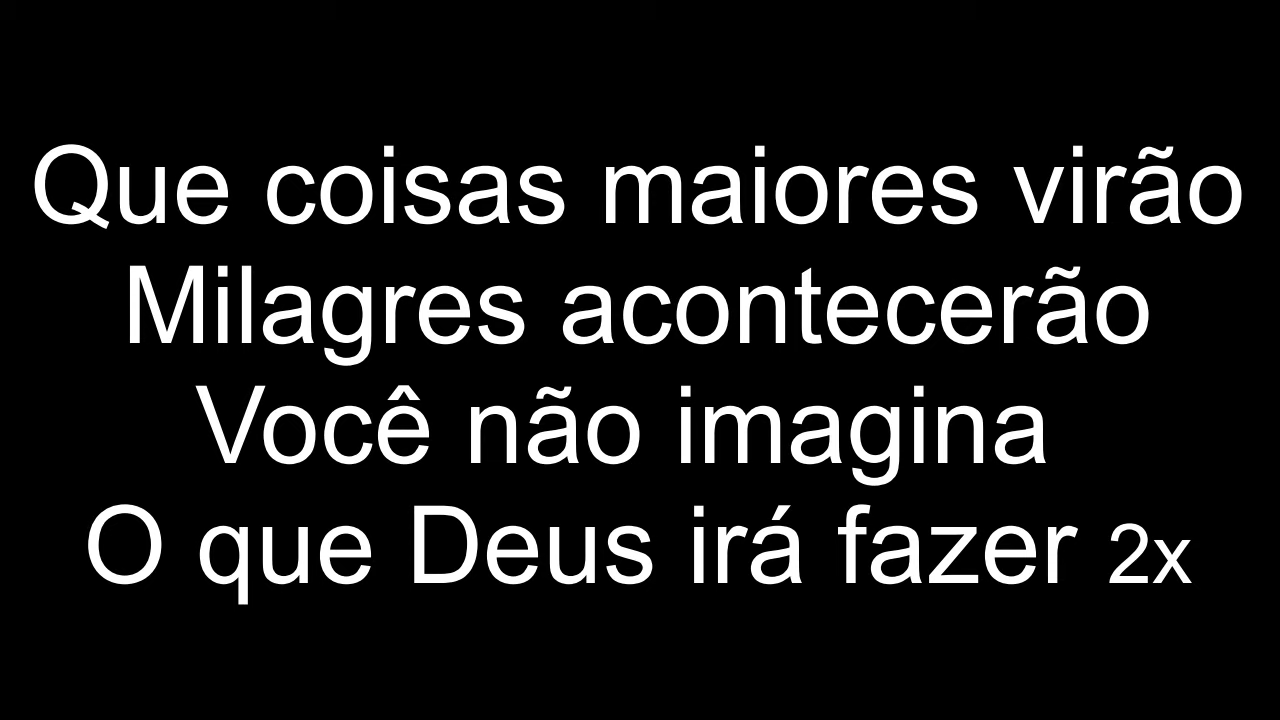 Que coisas maiores virão
Milagres acontecerão
Você não imagina
O que Deus irá fazer 2x